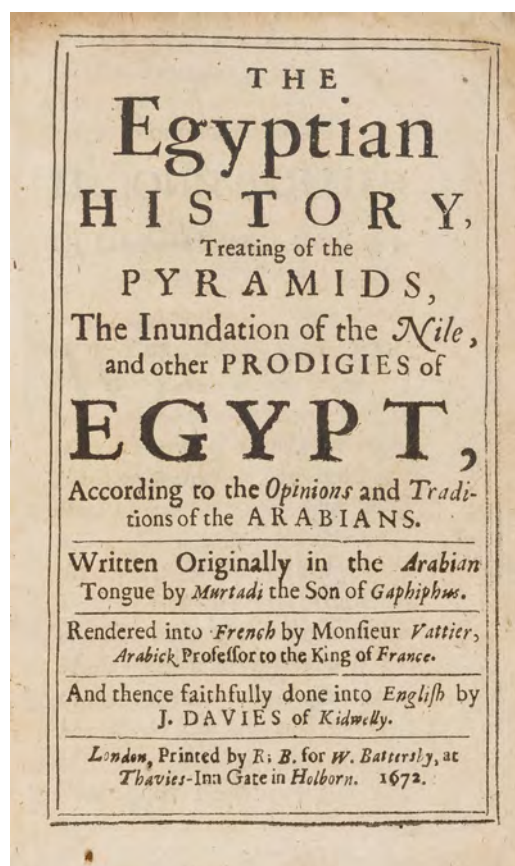 THE
Egyptian
HISTORY,
Treating of the
PYRAMIDS,
The Inundation of the Nile,
and other PRODIGIES of
EGYPT,
According to the Opinions and Tradi-
tions of the ARABIANS.
Written Originally in the Arabian
Tongue by Murtadi the Son of Gaphiphus.
Rendered into French by Monſieur Vattier,
Arabick Profeſſor to the King of France.
And thence faithfully done into Engliſh by
J. DAVIES of Kidwelly.
London, Printed by R: B. for W. Battersby, at
Thavies-Inn Gate in Holborn. 1672.